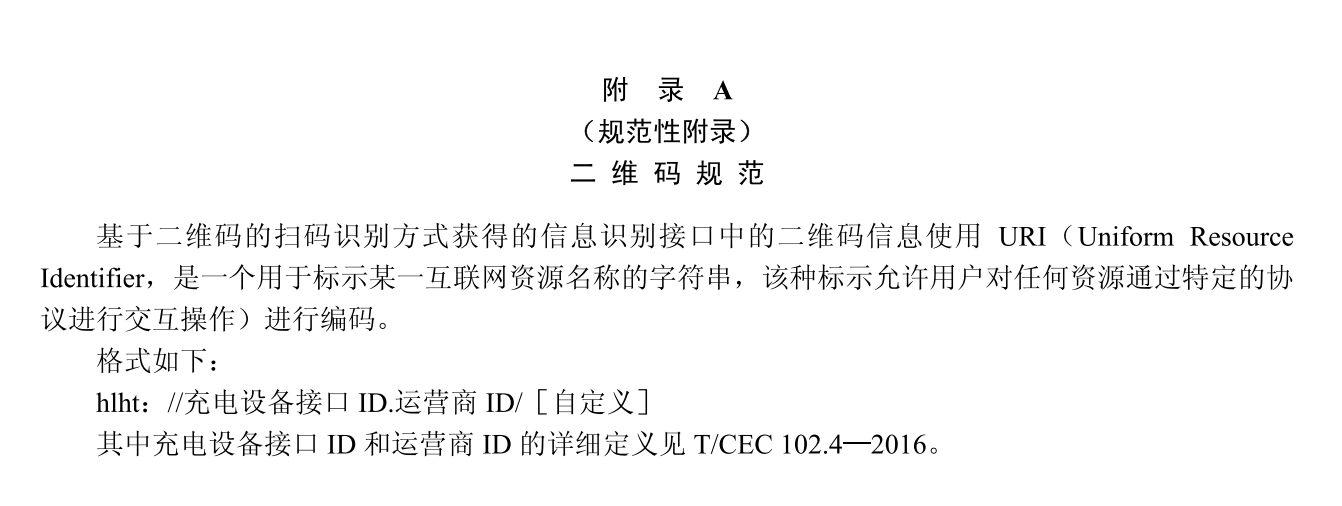 附 录 A
（规范性附录）
二 维 码 规 范
基于二维码的扫码识别方式获得的信息识别接口中的二维码信息使用 URI（Uniform Resource
Identifier，是一个用于标示某一互联网资源名称的字符串，该种标示允许用户对任何资源通过特定的协
议进行交互操作）进行编码。
格式如下：
hlht：//充电设备接口 ID.运营商 ID/［自定义］
其中充电设备接口 ID 和运营商 ID 的详细定义见 T/CEC 102.4—2016。